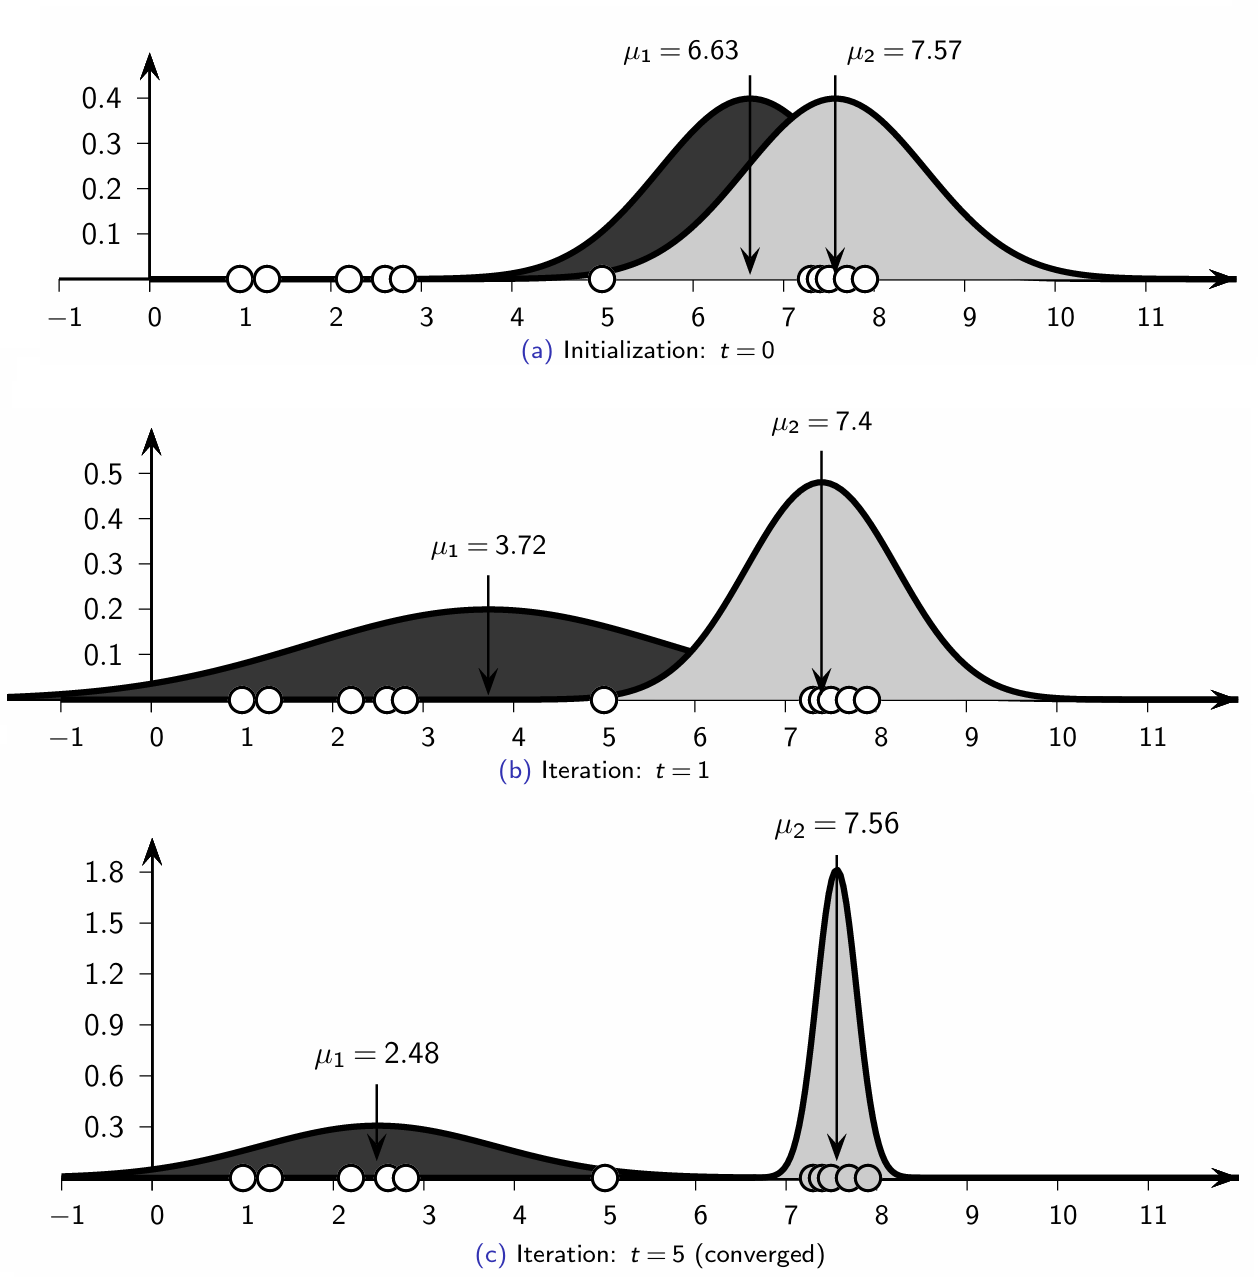 μ₁ = 6.63 μ₂ = 7.57
0.4
0.3
0.2
0.1
−1 0 1 2 3 4 5 6 7 8 9 10 11
(a) Initialization: t = 0
μ₂ = 7.4
0.5
0.4
μ₁ = 3.72
0.3
0.2
0.1
−1 0 1 2 3 4 5 6 7 8 9 10 11
(b) Iteration: t = 1
μ₂ = 7.56
1.8
1.5
1.2
0.9
μ₁ = 2.48
0.6
0.3
−1 0 1 2 3 4 5 6 7 8 9 10 11
(c) Iteration: t = 5 (converged)